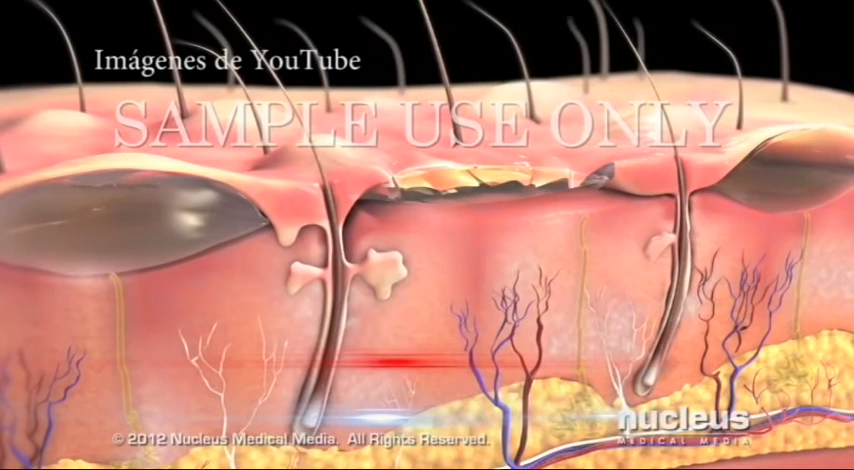 Imágenes de YouTube
SAMPLE USE ONLY
nucleus
MEDICAL MEDIA
© 2012 Nucleus Medical Media. All Rights Reserved.